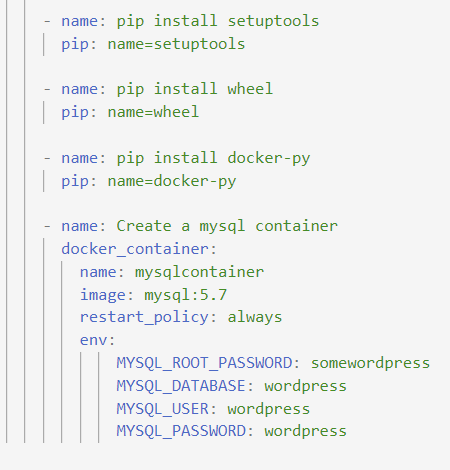 - name: pip install setuptools
pip: name=setuptools
- name: pip install wheel
pip: name=wheel
- name: pip install docker-py
pip: name=docker-py
- name: Create a mysql container
docker_container:
name: mysqlcontainer
image: mysql:5.7
restart_policy: always
env:
MYSQL_ROOT_PASSWORD: somewordpress
MYSQL_DATABASE: wordpress
MYSQL_USER: wordpress
MYSQL_PASSWORD: wordpress